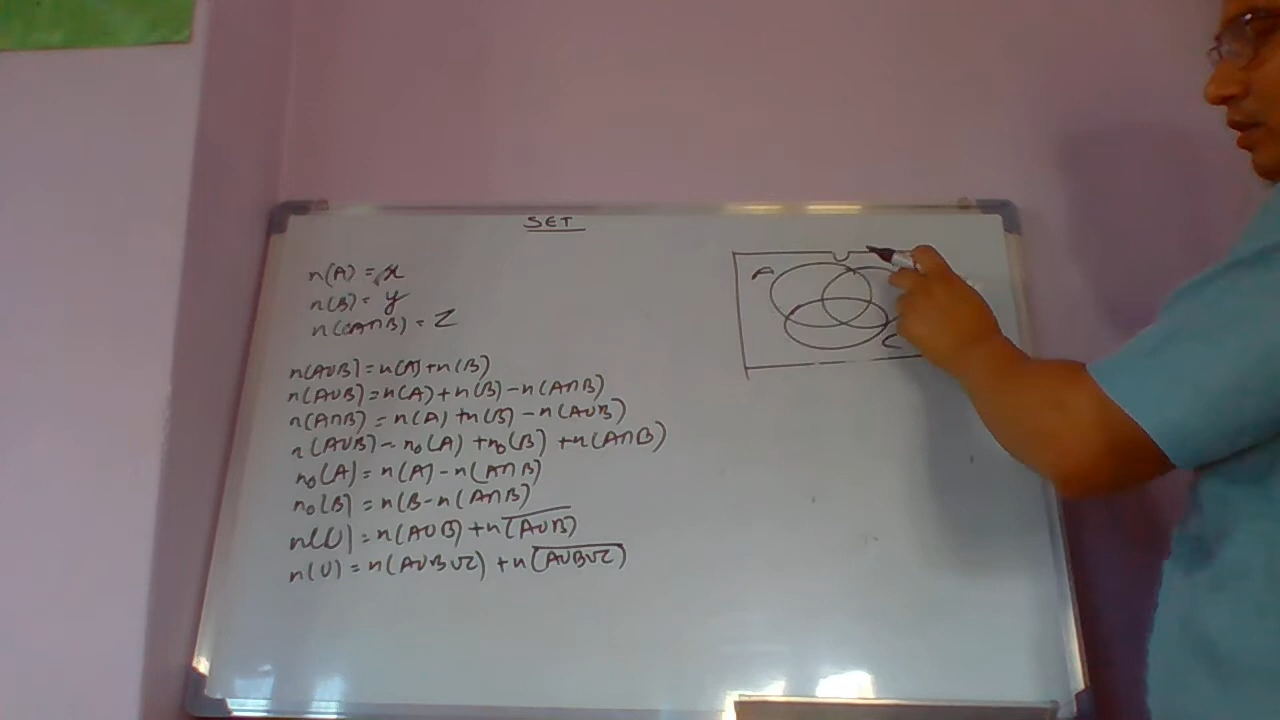 SET
n(A) = x
n(B) = y
n(A∩B) = Z
n(A∪B) = n(A) + n(B)
n(A∪B) = n(A) + n(B) - n(A∩B)
n(A∩B) = n(A) + n(B) - n(A∪B)
n(A∪B) - n₀(A) + n₀(B) + n(A∩B)
n₀(A) = n(A) - n(A∩B)
n₀(B) = n(B - n(A∩B)
n(U) = n(A∪B) + n(A̅∪̅B̅)
n(U) = n(A∪B∪C) + n(A̅∪̅B̅∪̅C̅)
U
A
C